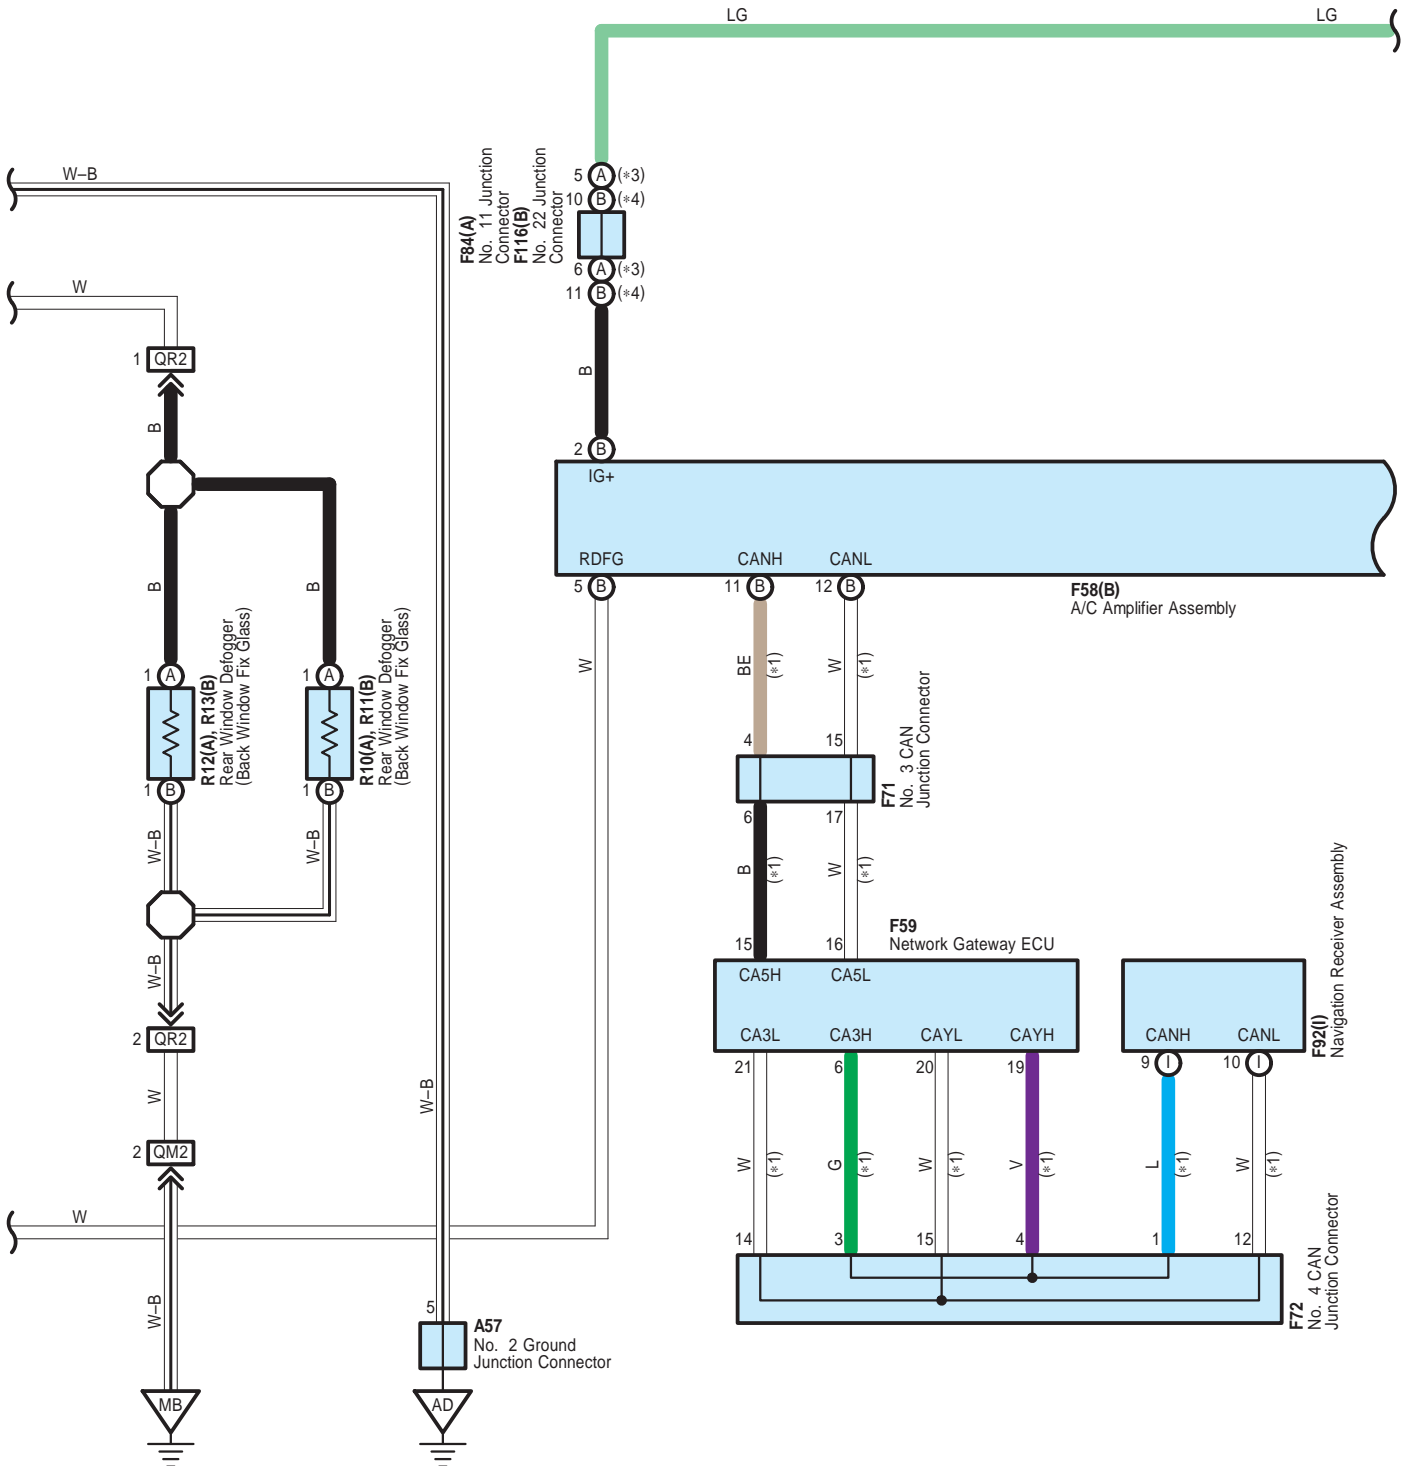 LG
LG
W–B
5 A (*3)
10 B (*4)
F84(A)
No. 11 Junction
Connector
F116(B)
No. 22 Junction
Connector
6 A (*3)
11 B (*4)
W
1 QR2
B
B
2 B
IG+
RDFG
CANH
CANL
5 B
11 B
12 B
F58(B)
A/C Amplifier Assembly
B
B
1 A
1 A
R12(A), R13(B)
Rear Window Defogger
(Back Window Fix Glass)
R10(A), R11(B)
Rear Window Defogger
(Back Window Fix Glass)
1 B
1 B
W
BE
(*1)
W
(*1)
4
15
F71
No. 3 CAN
Junction Connector
6
17
W–B
W–B
B
(*1)
W
(*1)
15
16
F59
Network Gateway ECU
CA5H
CA5L
CA3L
CA3H
CAYL
CAYH
CANH
CANL
F92(I)
Navigation Receiver Assembly
21
6
20
19
9 I
10 I
W–B
2 QR2
W
W–B
2 QM2
W
(*1)
G
(*1)
W
(*1)
V
(*1)
L
(*1)
W
(*1)
W
14
3
15
4
1
12
F72
No. 4 CAN
Junction Connector
W–B
5
A57
No. 2 Ground
Junction Connector
MB
AD